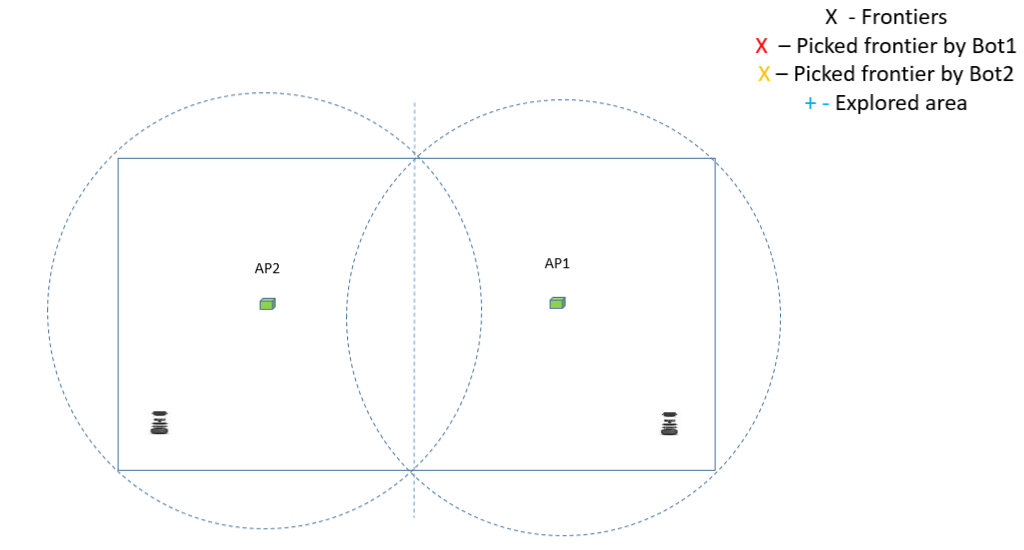 X - Frontiers
X – Picked frontier by Bot1
X – Picked frontier by Bot2
+ - Explored area
AP2
AP1